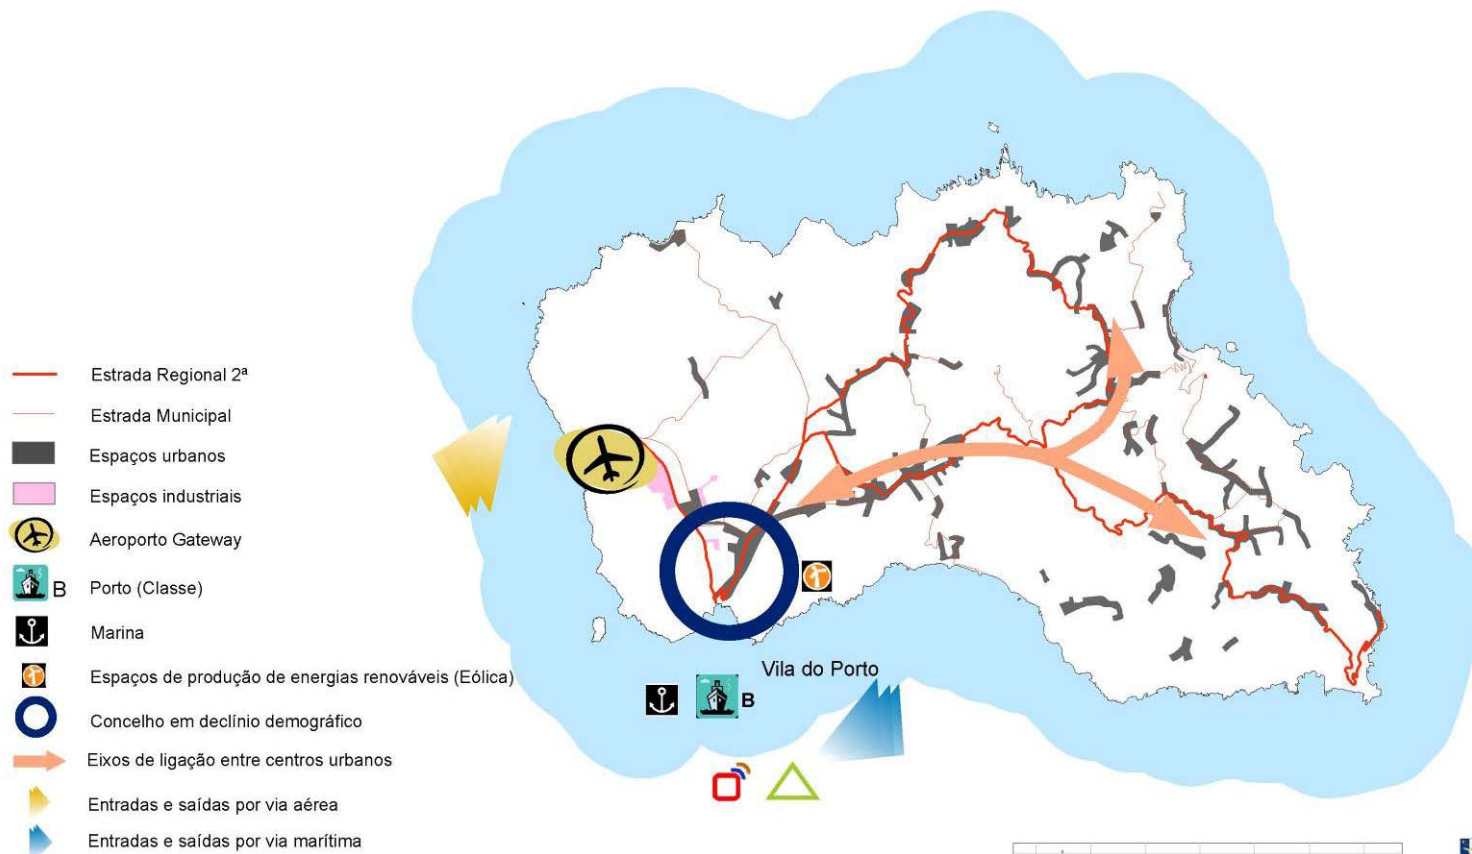 Estrada Regional 2ª
Estrada Municipal
Espaços urbanos
Espaços industriais
Aeroporto Gateway
B Porto (Classe)
Marina
Espaços de produção de energias renováveis (Eólica)
Concelho em declínio demográfico
Eixos de ligação entre centros urbanos
Entradas e saídas por via aérea
Entradas e saídas por via marítima
Vila do Porto
B